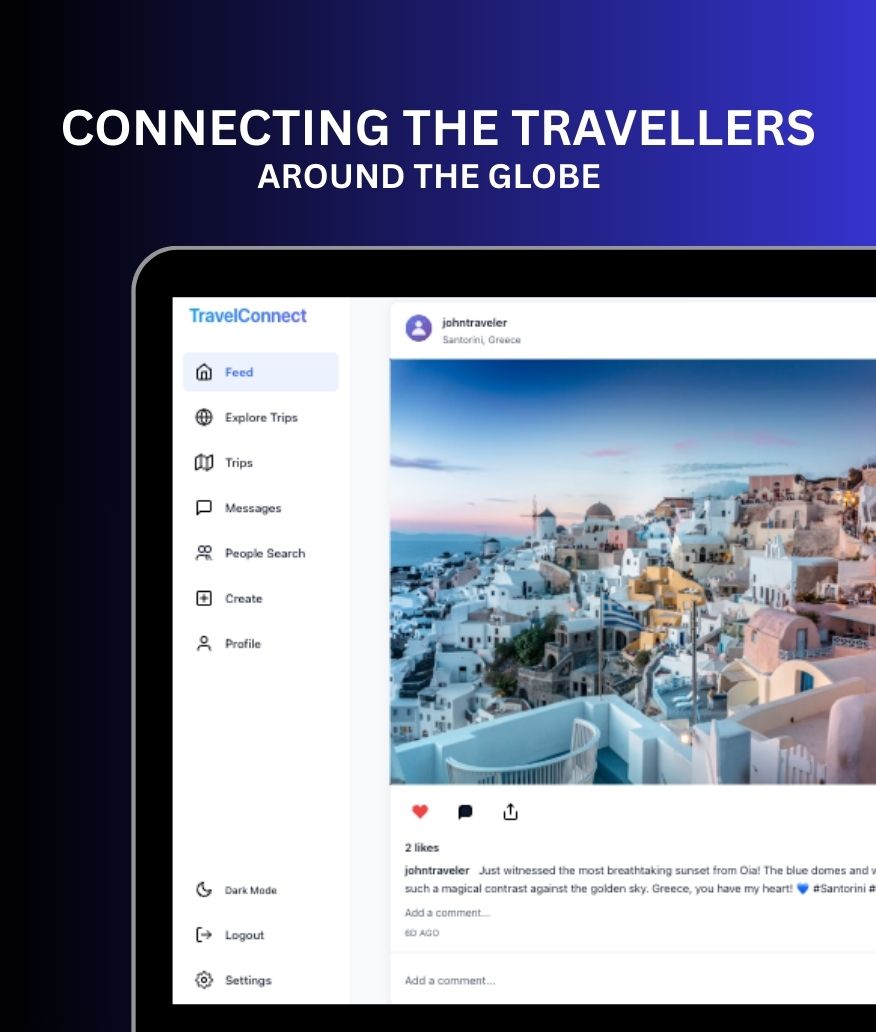 CONNECTING THE TRAVELLERS
AROUND THE GLOBE
TravelConnect
Feed
Explore Trips
Trips
Messages
People Search
Create
Profile
Dark Mode
Logout
Settings
johntraveler
Santorini, Greece
2 likes
johntraveler Just witnessed the most breathtaking sunset from Oia! The blue domes and
such a magical contrast against the golden sky. Greece, you have my heart! 💙 #Santorini #
Add a comment...
6D AGO
Add a comment...